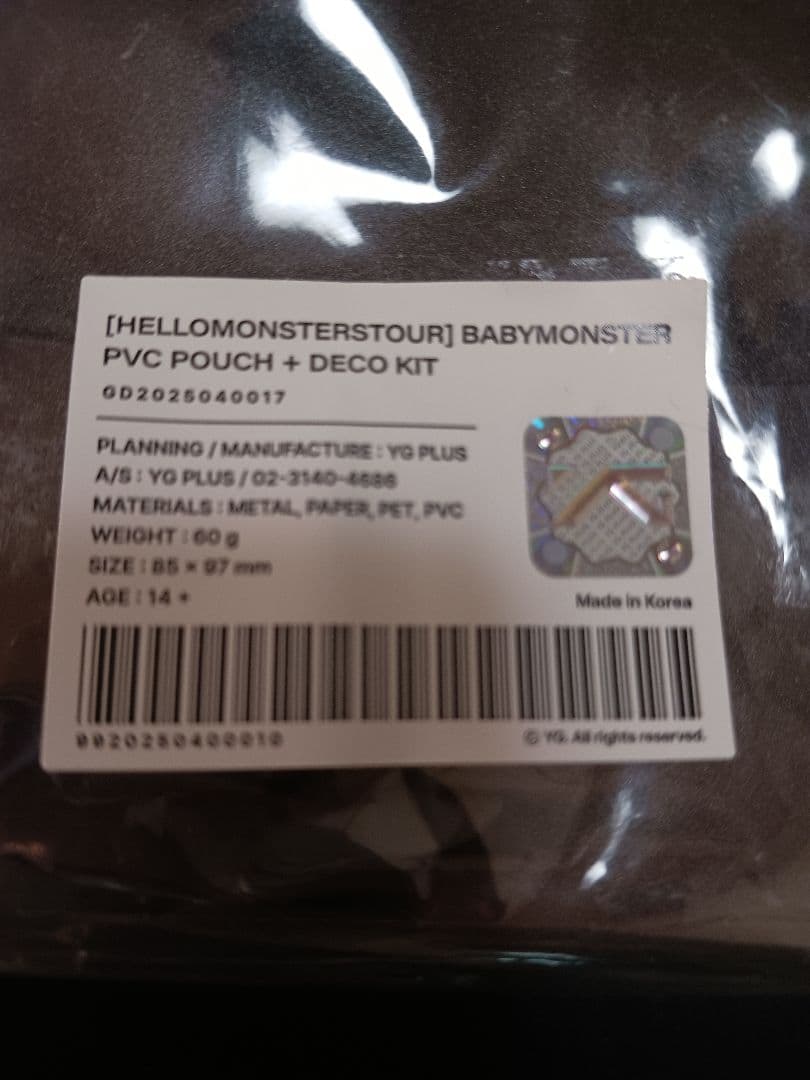 [HELLOMONSTERSTOUR] BABYMONSTER
PVC POUCH + DECO KIT
GD2025040017
PLANNING / MANUFACTURE : YG PLUS
A/S : YG PLUS / 02-3140-4686
MATERIALS : METAL, PAPER, PET, PVC
WEIGHT : 60 g
SIZE : 85 × 97 mm
AGE : 14 +
Made in Korea
© YG. All rights reserved.